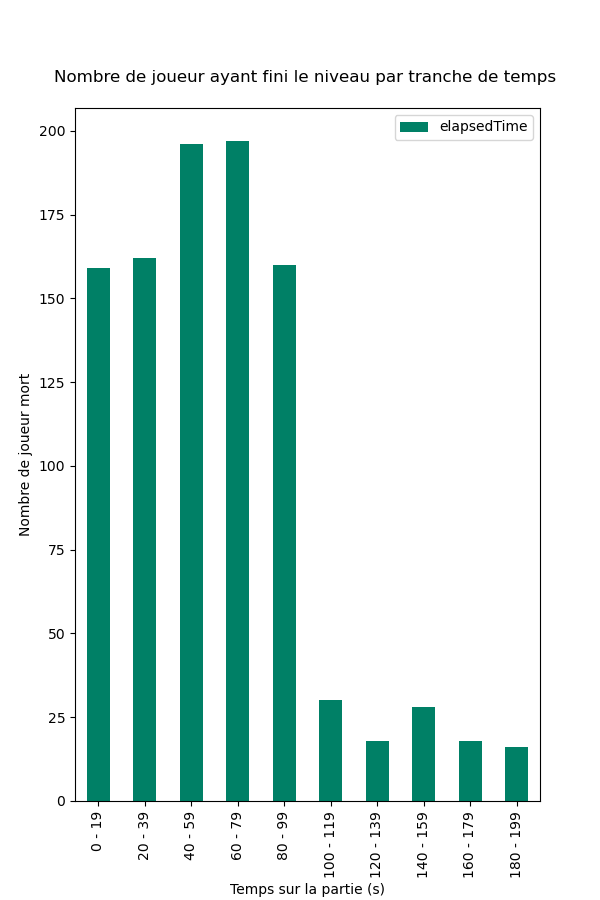 Nombre de joueur ayant fini le niveau par tranche de temps
elapsedTime
200
175
150
125
100
75
50
25
0
Nombre de joueur mort
0 - 19
20 - 39
40 - 59
60 - 79
80 - 99
100 - 119
120 - 139
140 - 159
160 - 179
180 - 199
Temps sur la partie (s)